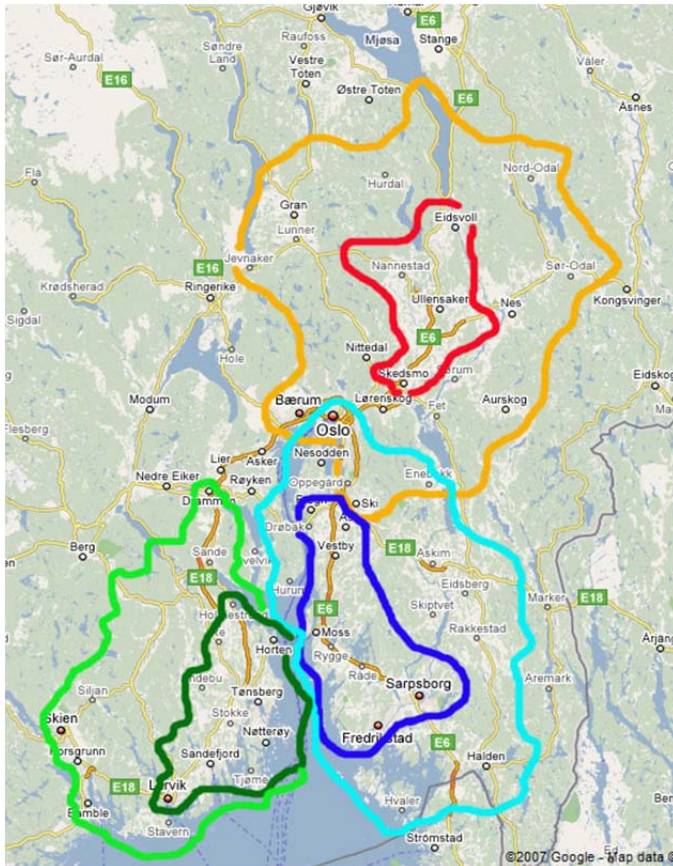 Gjøvik
E6
Raufoss
Mjøsa
Stange
Sør-Aurdal
Søndre
Land
Vestre
Toten
Våler
E16
Østre Toten
E6
Åsnes
Flå
Hurdal
Nord-Odal
Gran
Eidsvoll
Lunner
Jevnaker
E16
Nannestad
Sør-Odal
Krødsherad
Ringerike
Ullensaker
Nes
Kongsvinger
Sigdal
E6
Hole
Nittedal
Skedsmo
Sørum
Eidskog
Modum
Bærum
Lørenskog
Fet
Aurskog
Flesberg
Oslo
Lier
Asker
Nesodden
Enebakk
Nedre Eiker
Røyken
Oppegård
Drammen
Ski
Drøbak
Berg
Sande
Vestby
E18
Askim
E18
Eidsberg
Marker
E18
E6
Skiptvet
Moss
Rakkestad
Horten
Rygge
Siljan
Råde
Aremark
Tønsberg
Sarpsborg
Skien
Stokke
Nøtterøy
Fredrikstad
Porsgrunn
Sandefjord
E6
Halden
E18
Tjøme
Larvik
Bamble
Hvaler
Stavern
Strömstad
©2007 Google - Map data ©